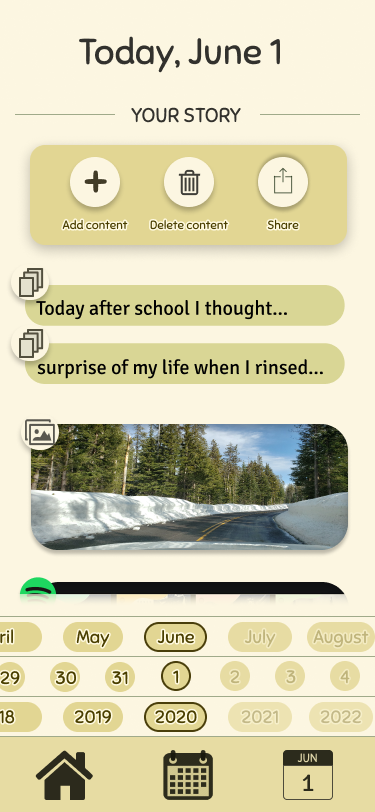 Today, June 1
YOUR STORY
Add content Delete content Share
Today after school I thought...
surprise of my life when I rinsed...
ril May June July August
29 30 31 1 2 3 4
18 2019 2020 2021 2022
JUN
1